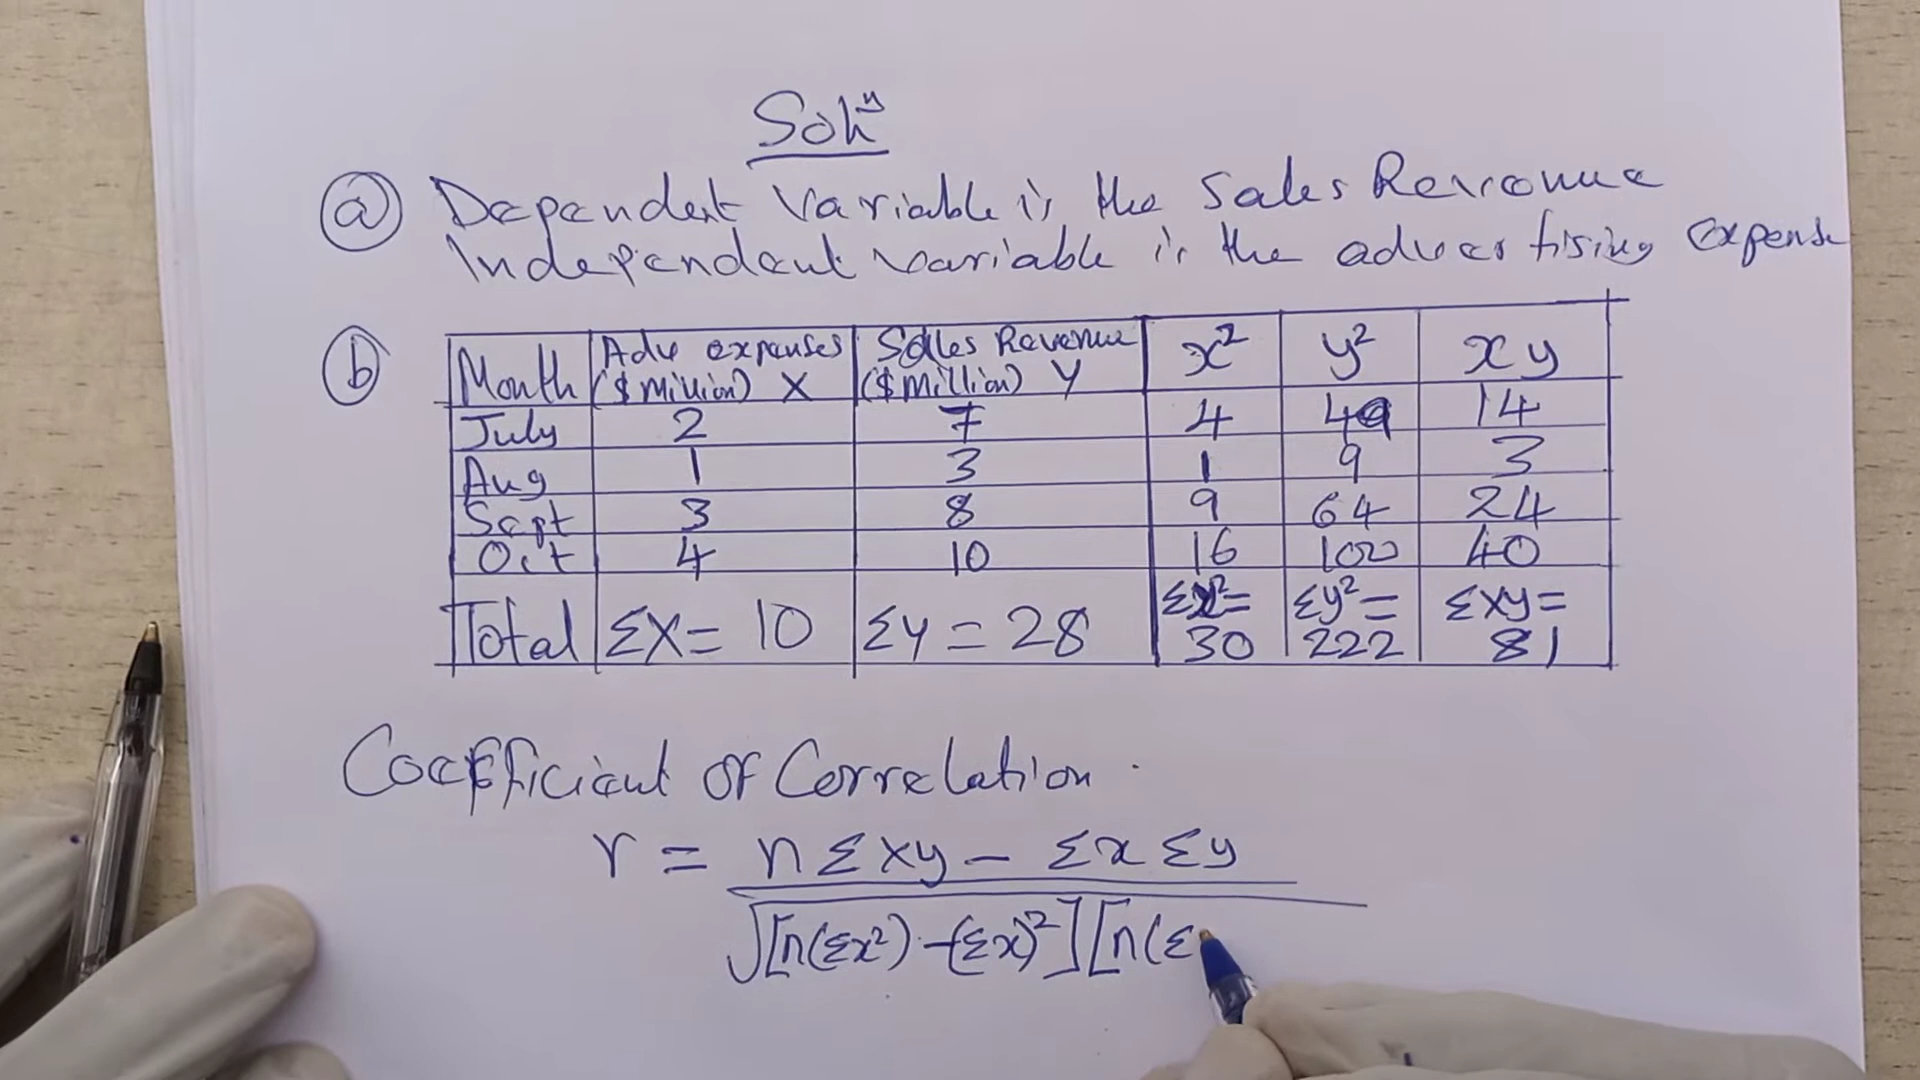 Soln
(a) Dependent variable is the Sales Revenue
Independent variable is the advertising expense
(b)
Month | Adv expenses ($ million) X | Sales Revenue ($ million) Y | x² | y² | xy
July | 2 | 7 | 4 | 49 | 14
Aug | 1 | 3 | 1 | 9 | 3
Sept | 3 | 8 | 9 | 64 | 24
Oct | 4 | 10 | 16 | 100 | 40
Total | Σx = 10 | Σy = 28 | Σx² = 30 | Σy² = 222 | Σxy = 81
Coefficient of Correlation.
r = nΣxy - ΣxΣy
√[n(Σx²) - (Σx)²] [n(Σ